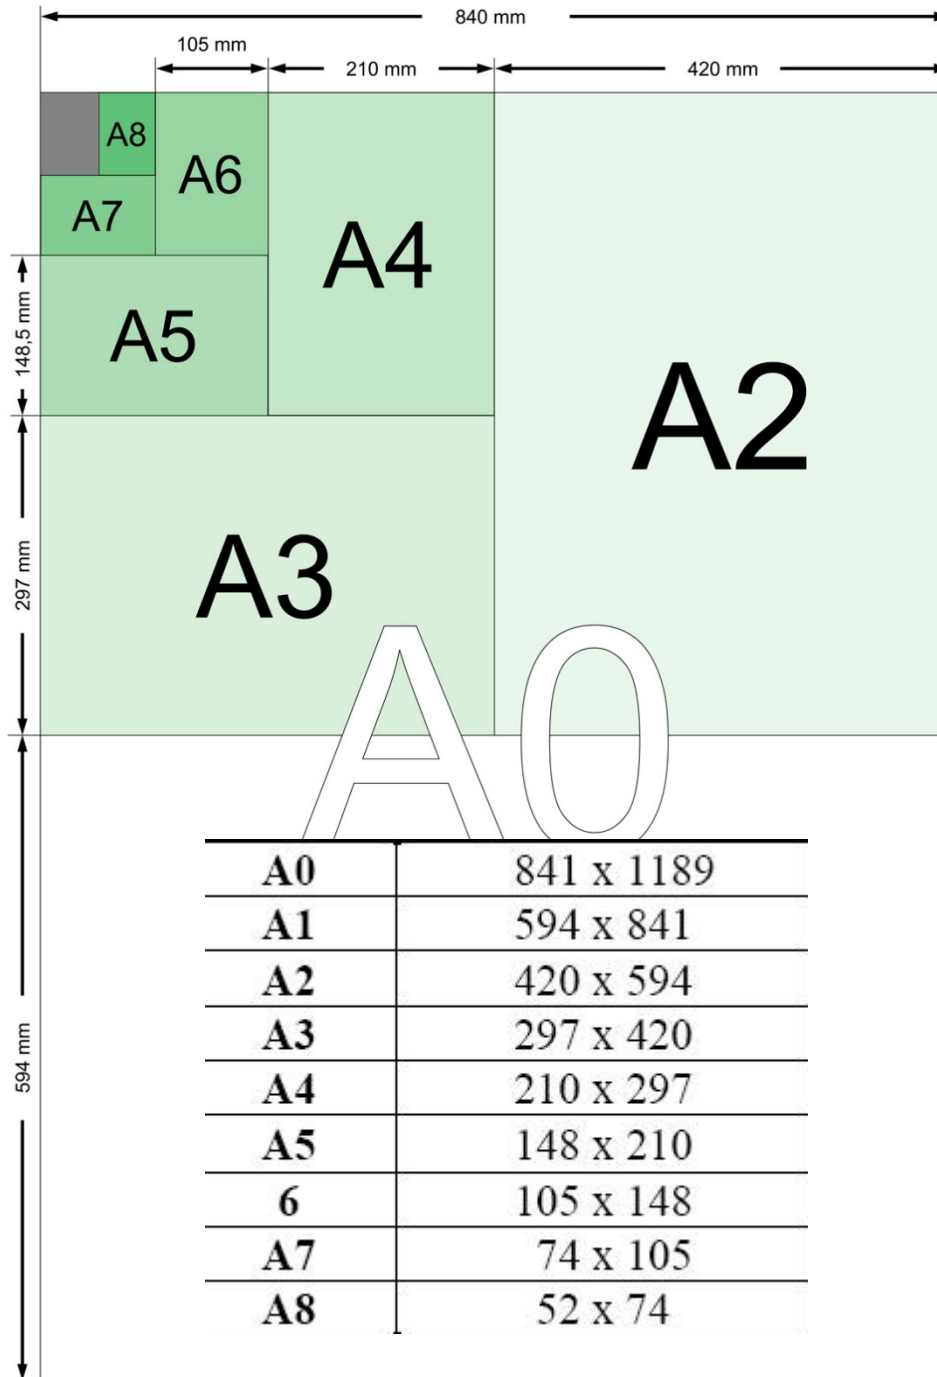 840 mm
105 mm
210 mm
420 mm
A8
A6
A7
A4
148,5 mm
A5
A2
297 mm
A3
A0
594 mm
A0 841 x 1189
A1 594 x 841
A2 420 x 594
A3 297 x 420
A4 210 x 297
A5 148 x 210
6 105 x 148
A7 74 x 105
A8 52 x 74